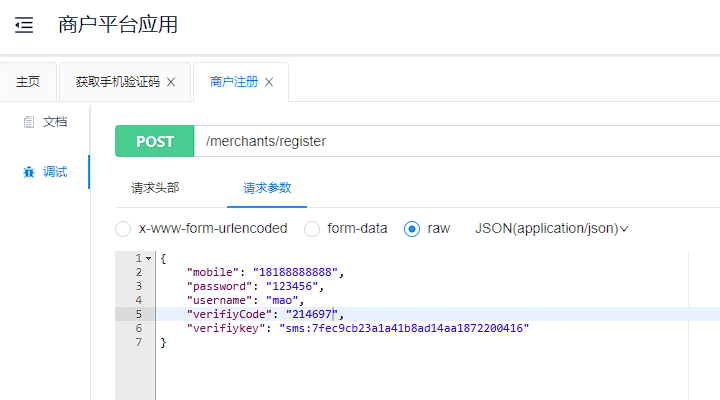 商户平台应用
主页 获取手机验证码 商户注册
文档
调试
POST /merchants/register
请求头部 请求参数
x-www-form-urlencoded form-data raw JSON(application/json)
1 {
2 "mobile": "18188888888",
3 "password": "123456",
4 "username": "mao",
5 "verifiyCode": "214697",
6 "verifiykey": "sms:7fec9cb23a1a41b8ad14aa1872200416"
7 }